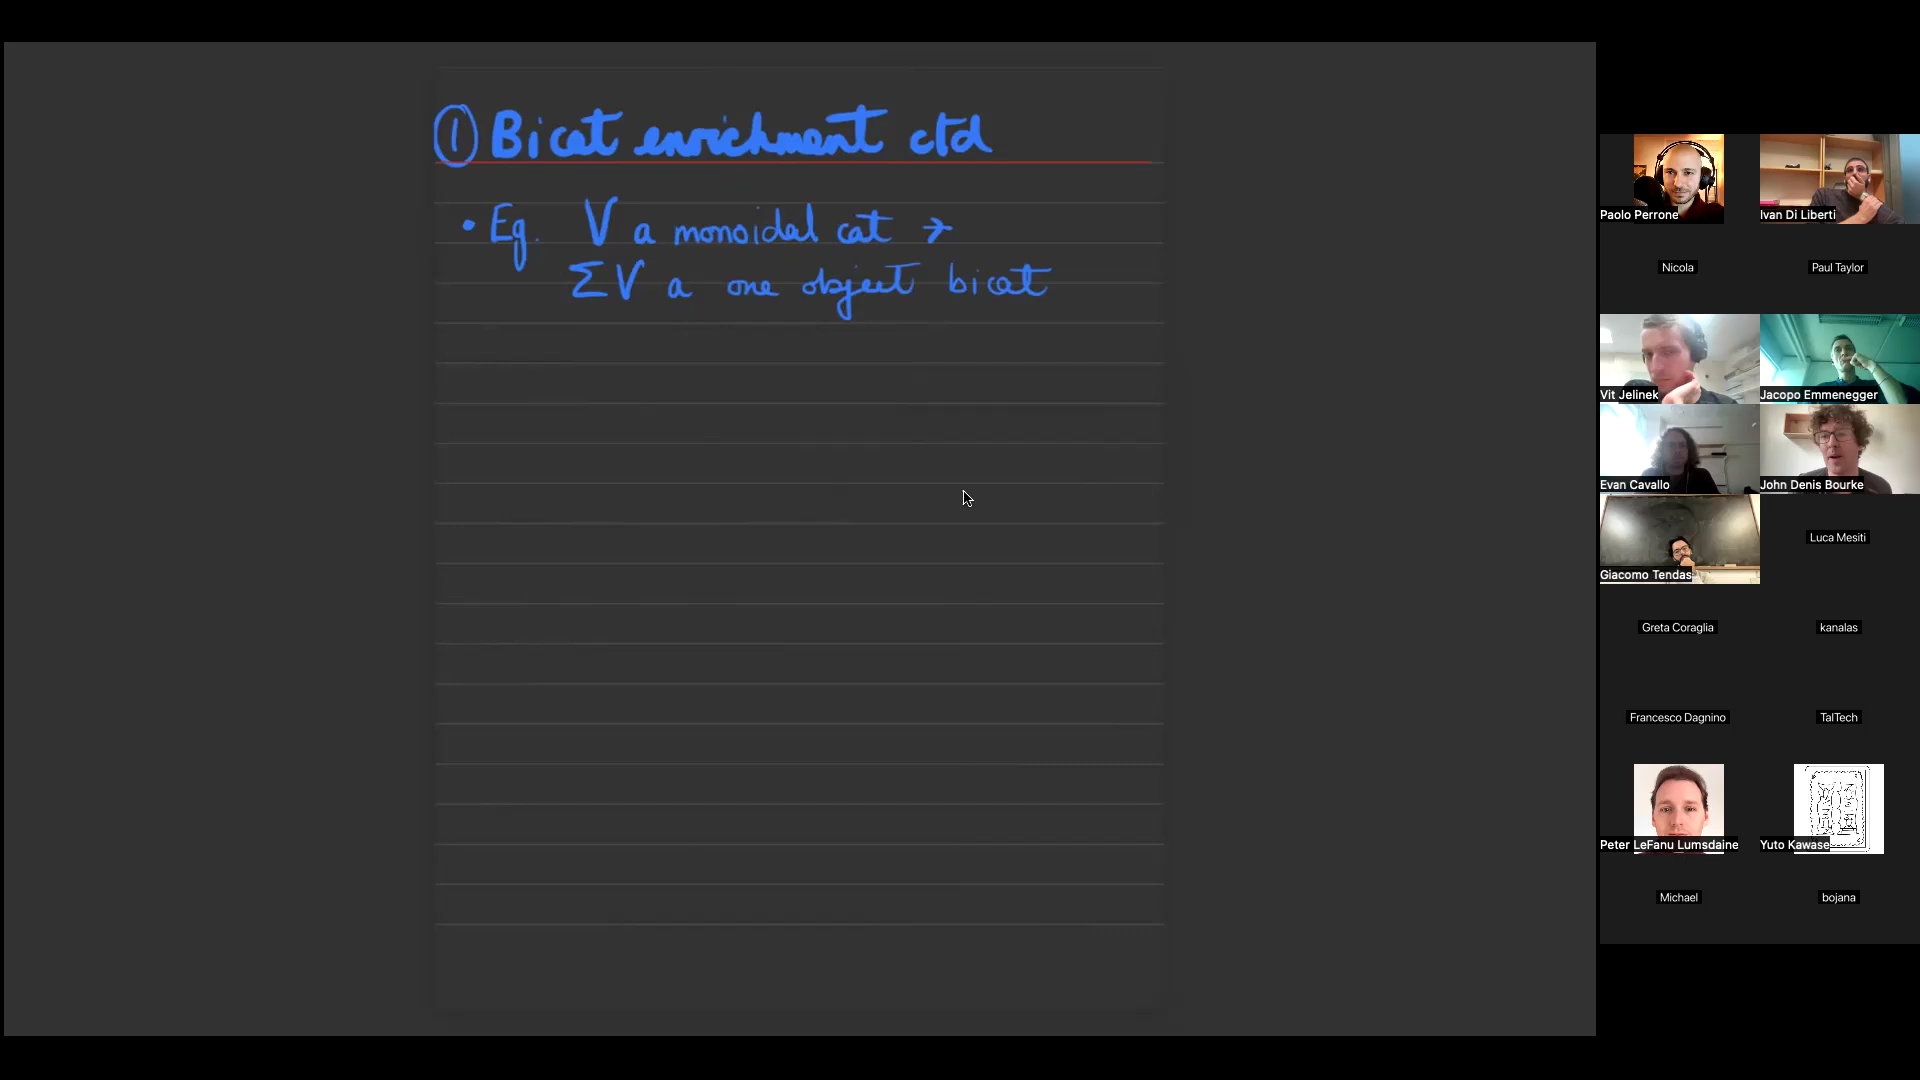 ① Bicat enrichment ctd
• Eg. V a monoidal cat →
ΣV a one object bicat
Paolo Perrone
Ivan Di Liberti
Nicola
Paul Taylor
Vit Jelinek
Jacopo Emmenegger
Evan Cavallo
John Denis Bourke
Giacomo Tendas
Luca Mesiti
Greta Coraglia
kanalas
Francesco Dagnino
TalTech
Peter LeFanu Lumsdaine
Yuto Kawase
Michael
bojana